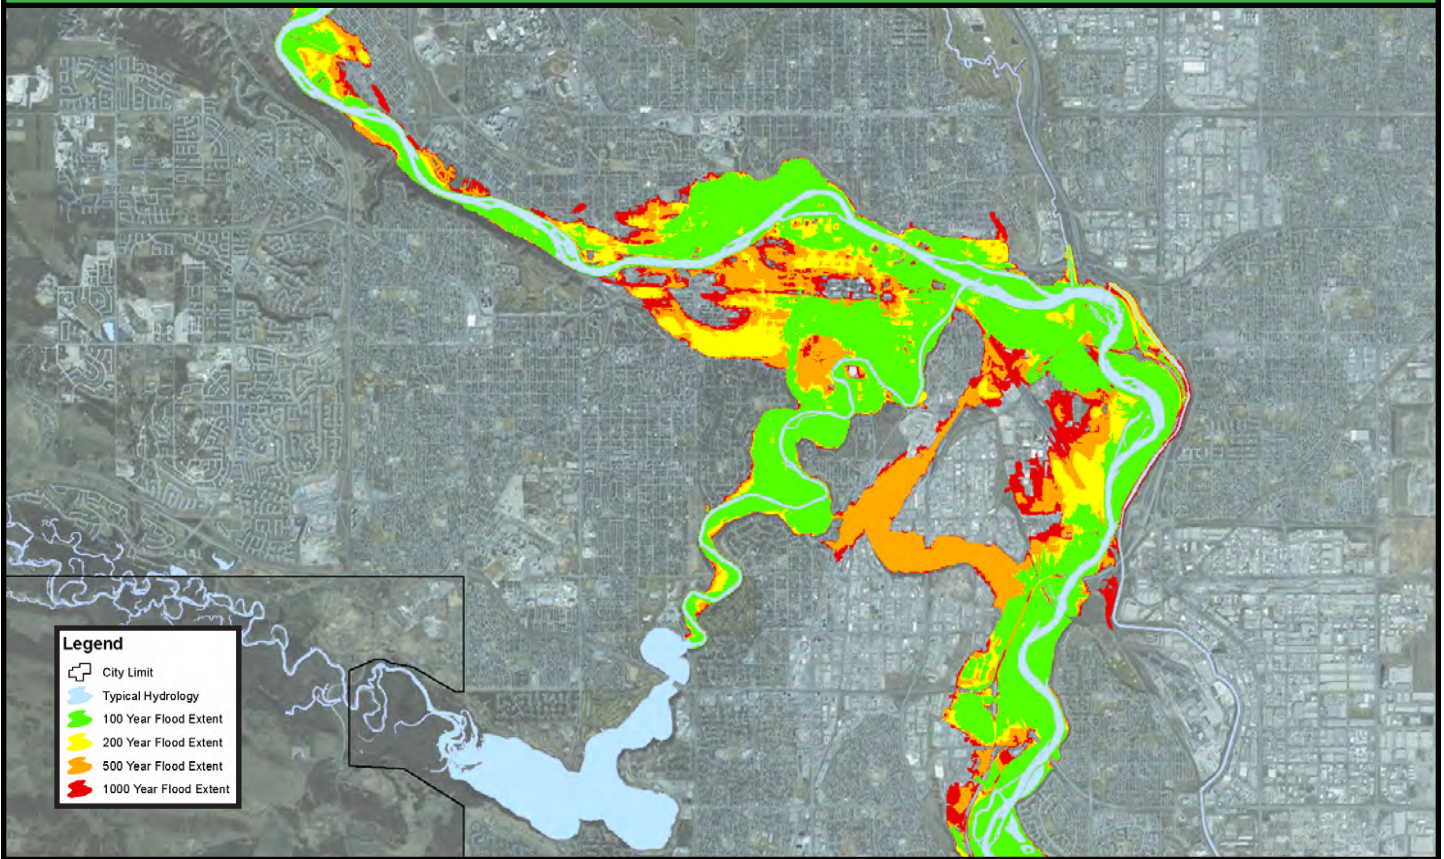 Legend
City Limit
Typical Hydrology
100 Year Flood Extent
200 Year Flood Extent
500 Year Flood Extent
1000 Year Flood Extent